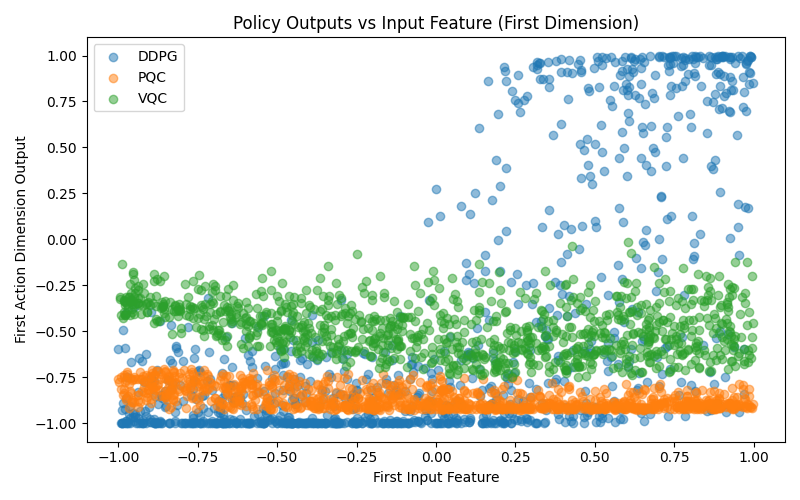 Policy Outputs vs Input Feature (First Dimension)
DDPG
PQC
VQC
First Action Dimension Output
1.00
0.75
0.50
0.25
0.00
−0.25
−0.50
−0.75
−1.00
−1.00 −0.75 −0.50 −0.25 0.00 0.25 0.50 0.75 1.00
First Input Feature